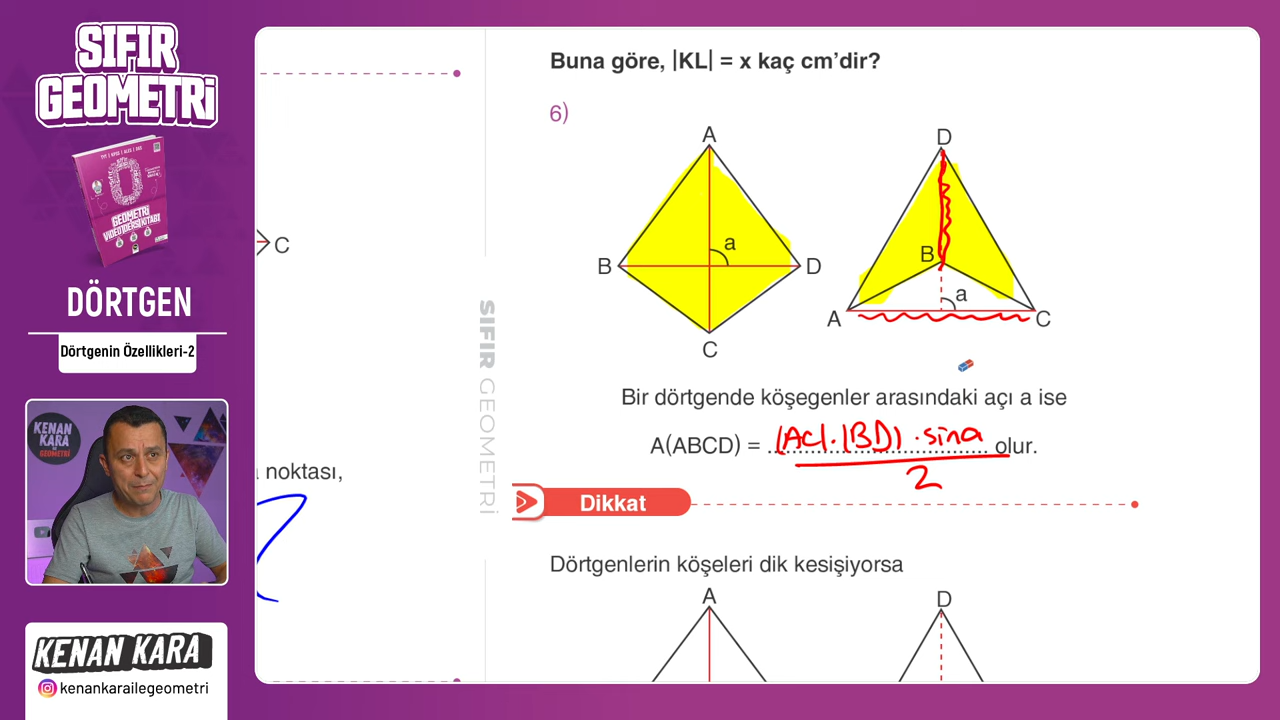 SIFIR
GEOMETRİ
GEOMETRİ
VİDEO DERS KİTABI
DÖRTGEN
Dörtgenin Özellikleri-2
KENAN
KARA
GEOMETRİ
KENAN KARA
kenankarailegeometri
C
noktası,
SIFIR GEOMETRİ
Buna göre, |KL| = x kaç cm'dir?
6)
A
B
D
C
a
D
B
A
C
a
Bir dörtgende köşegenler arasındaki açı a ise
A(ABCD) = |AC|.|BD| . sina olur.
2
Dikkat
Dörtgenlerin köşeleri dik kesişiyorsa
A
D